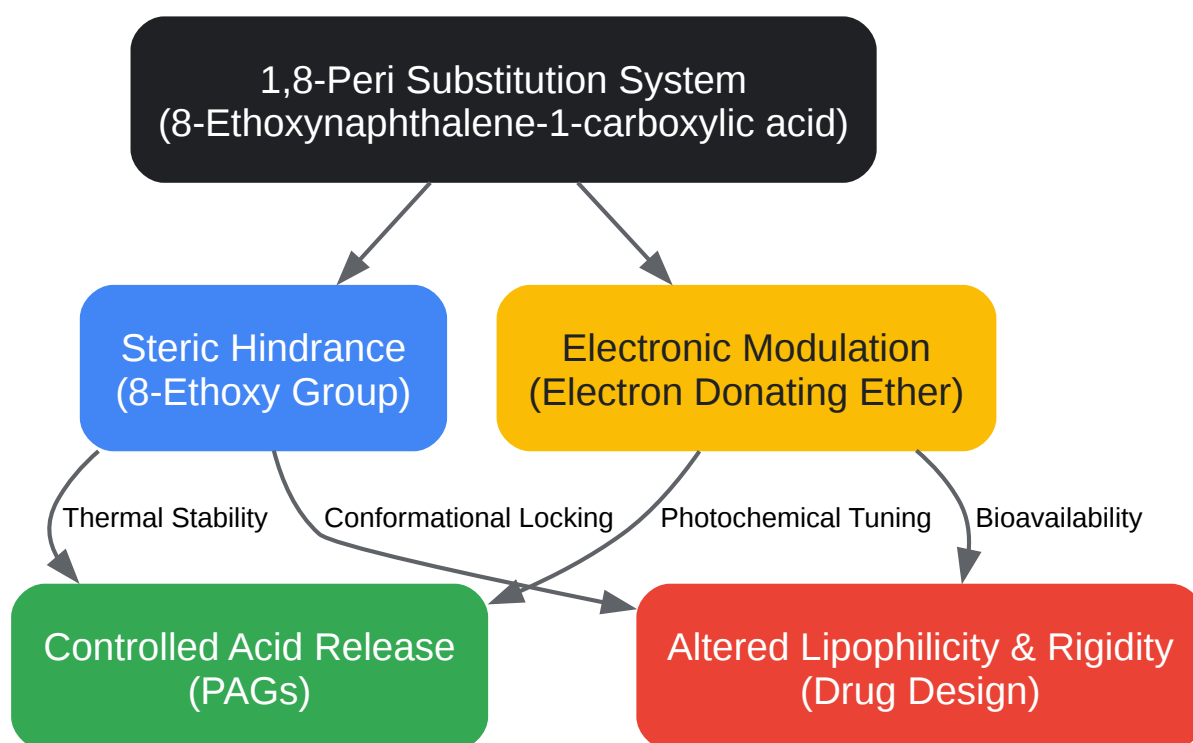 1,8-Peri Substitution System
(8-Ethoxynaphthalene-1-carboxylic acid)
Steric Hindrance
(8-Ethoxy Group)
Electronic Modulation
(Electron Donating Ether)
Thermal Stability
Conformational Locking
Photochemical Tuning
Bioavailability
Controlled Acid Release
(PAGs)
Altered Lipophilicity & Rigidity
(Drug Design)